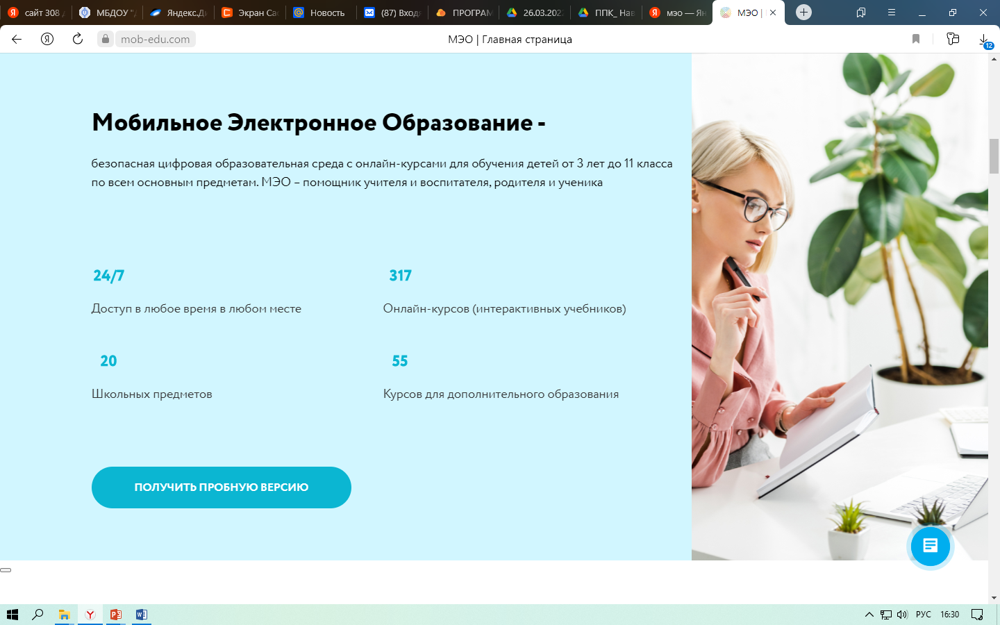 сайт 308 д
МБДОУ "Д
Яндекс.Ди
Экран Сас
Новость
(87) Входя
ПРОГРАМ
26.03.202
ППК_ Нав
мэо — Ян
МЭО |
mob-edu.com
МЭО | Главная страница
12
Мобильное Электронное Образование -
безопасная цифровая образовательная среда с онлайн-курсами для обучения детей от 3 лет до 11 класса
по всем основным предметам. МЭО – помощник учителя и воспитателя, родителя и ученика
24/7
Доступ в любое время в любом месте
317
Онлайн-курсов (интерактивных учебников)
20
Школьных предметов
55
Курсов для дополнительного образования
ПОЛУЧИТЬ ПРОБНУЮ ВЕРСИЮ
РУС
16:30